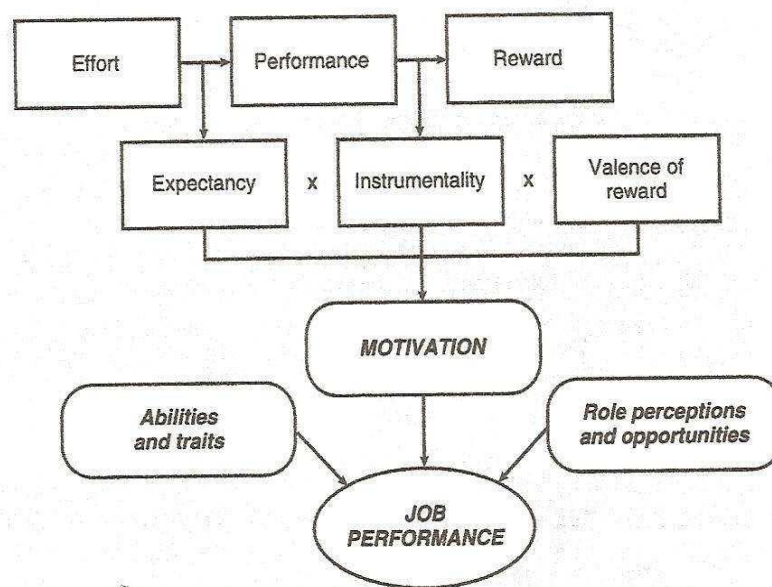 Effort
Performance
Reward
Expectancy
x
Instrumentality
x
Valence of
reward
MOTIVATION
Abilities
and traits
Role perceptions
and opportunities
JOB
PERFORMANCE